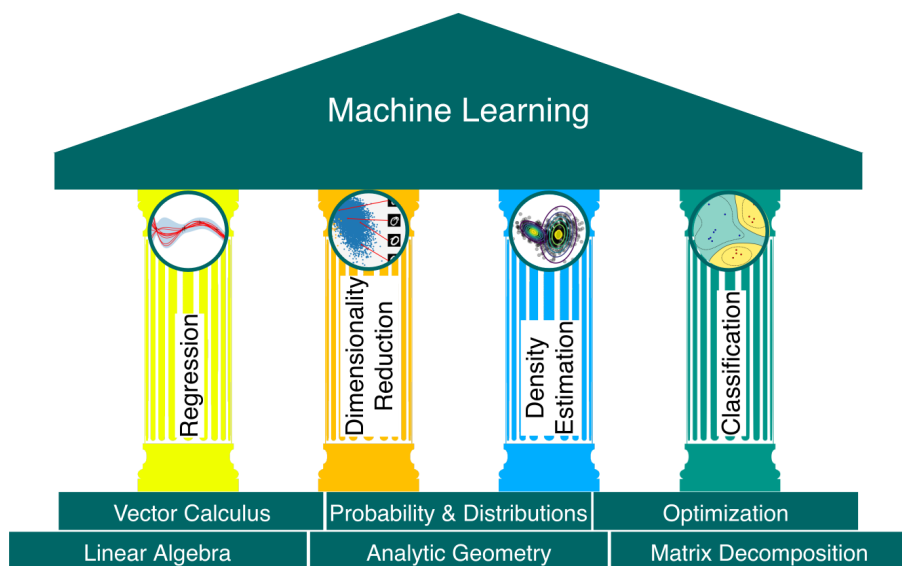 Machine Learning
Regression
Dimensionality
Reduction
Density
Estimation
Classification
Vector Calculus
Probability & Distributions
Optimization
Linear Algebra
Analytic Geometry
Matrix Decomposition